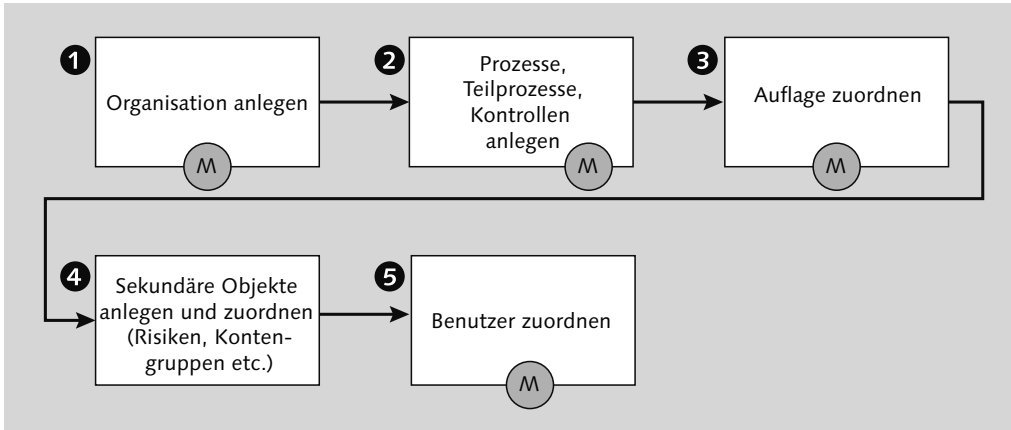 1
Organisation anlegen
M
2
Prozesse,
Teilprozesse,
Kontrollen
anlegen
M
3
Auflage zuordnen
M
4
Sekundäre Objekte
anlegen und zuordnen
(Risiken, Konten-
gruppen etc.)
5
Benutzer zuordnen
M